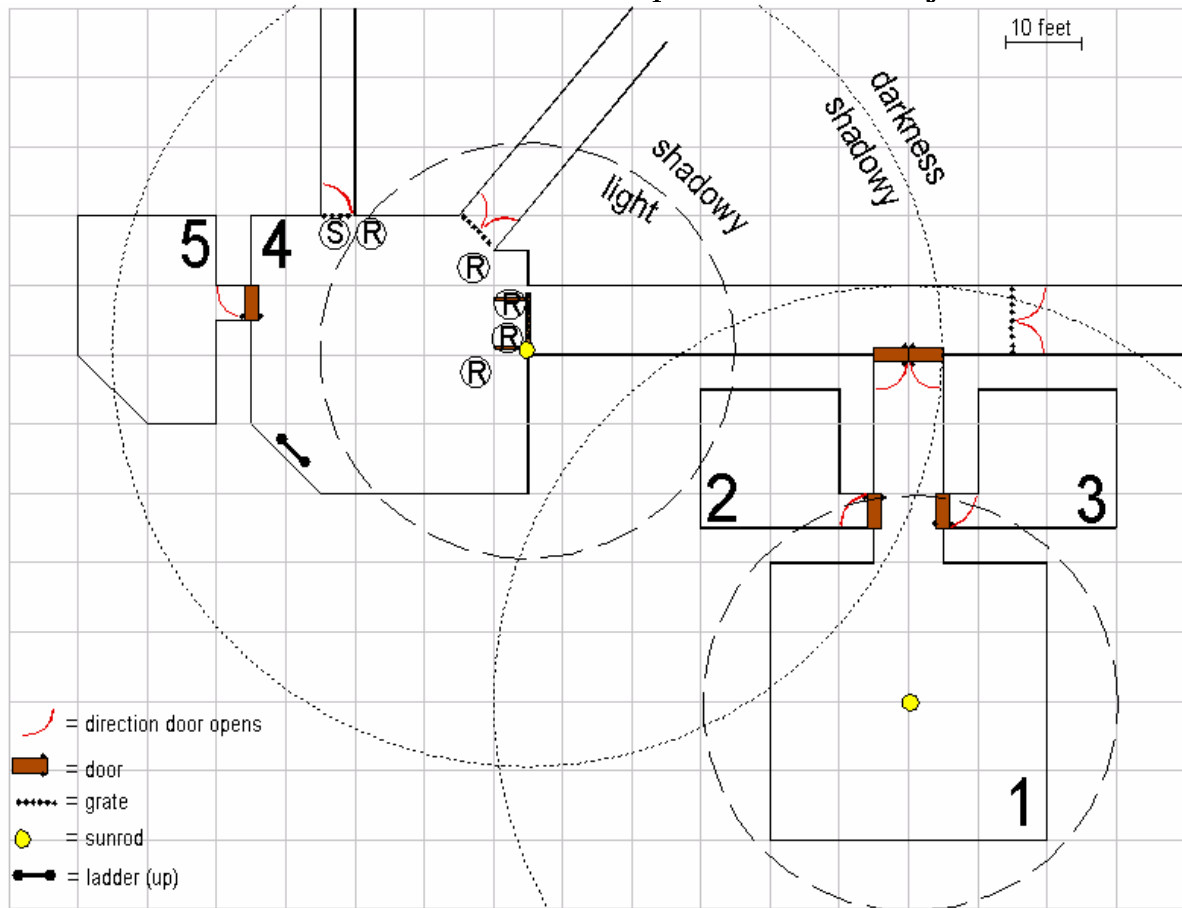 10 feet
darkness
shadowy
shadowy
light
5
4
S
R
R
R
R
R
2
3
1
= direction door opens
= door
= grate
= sunrod
= ladder (up)